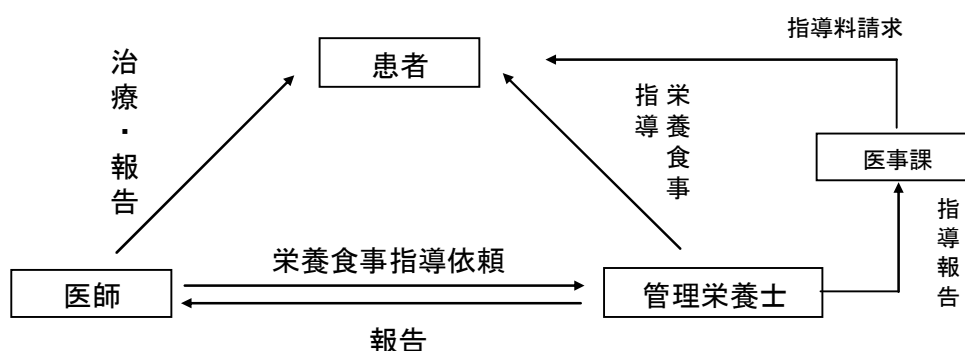 指導料請求
患者
治療・報告
栄養食事
指導
医事課
指導報告
栄養食事指導依頼
医師
管理栄養士
報告